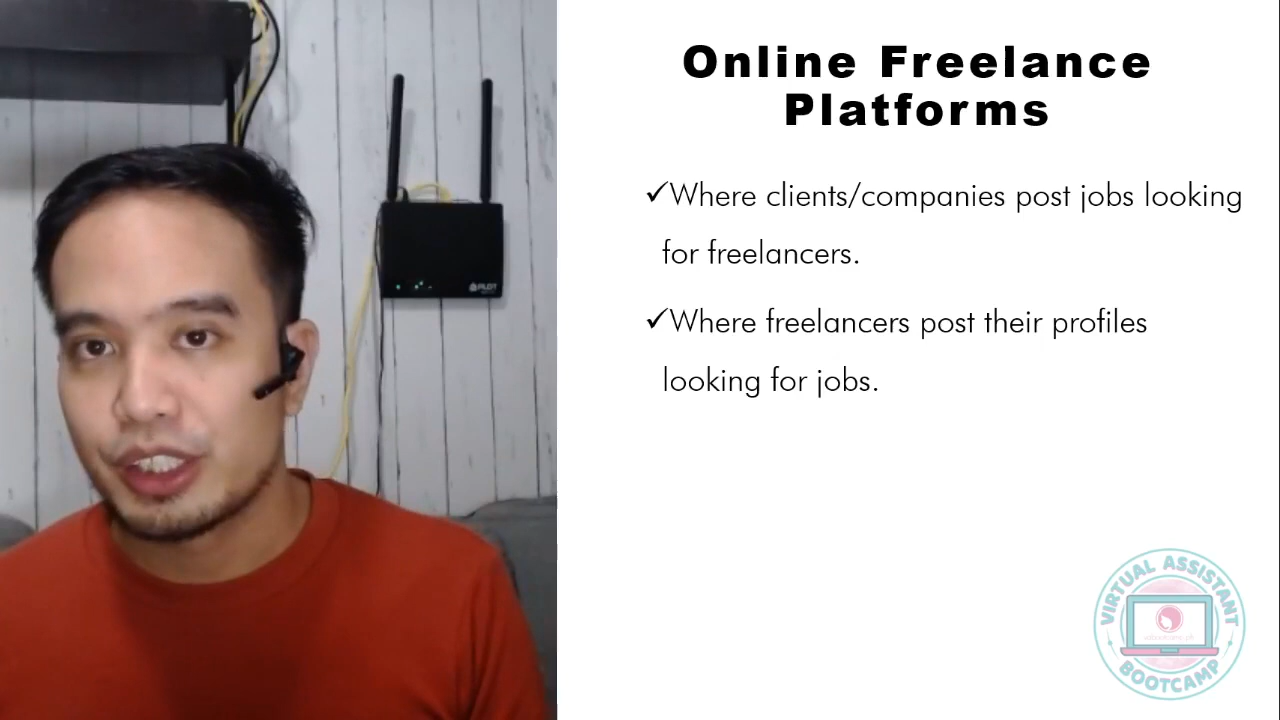 Online Freelance
Platforms
✓Where clients/companies post jobs looking
for freelancers.
✓Where freelancers post their profiles
looking for jobs.
PLDT
VIRTUAL ASSISTANT
BOOTCAMP